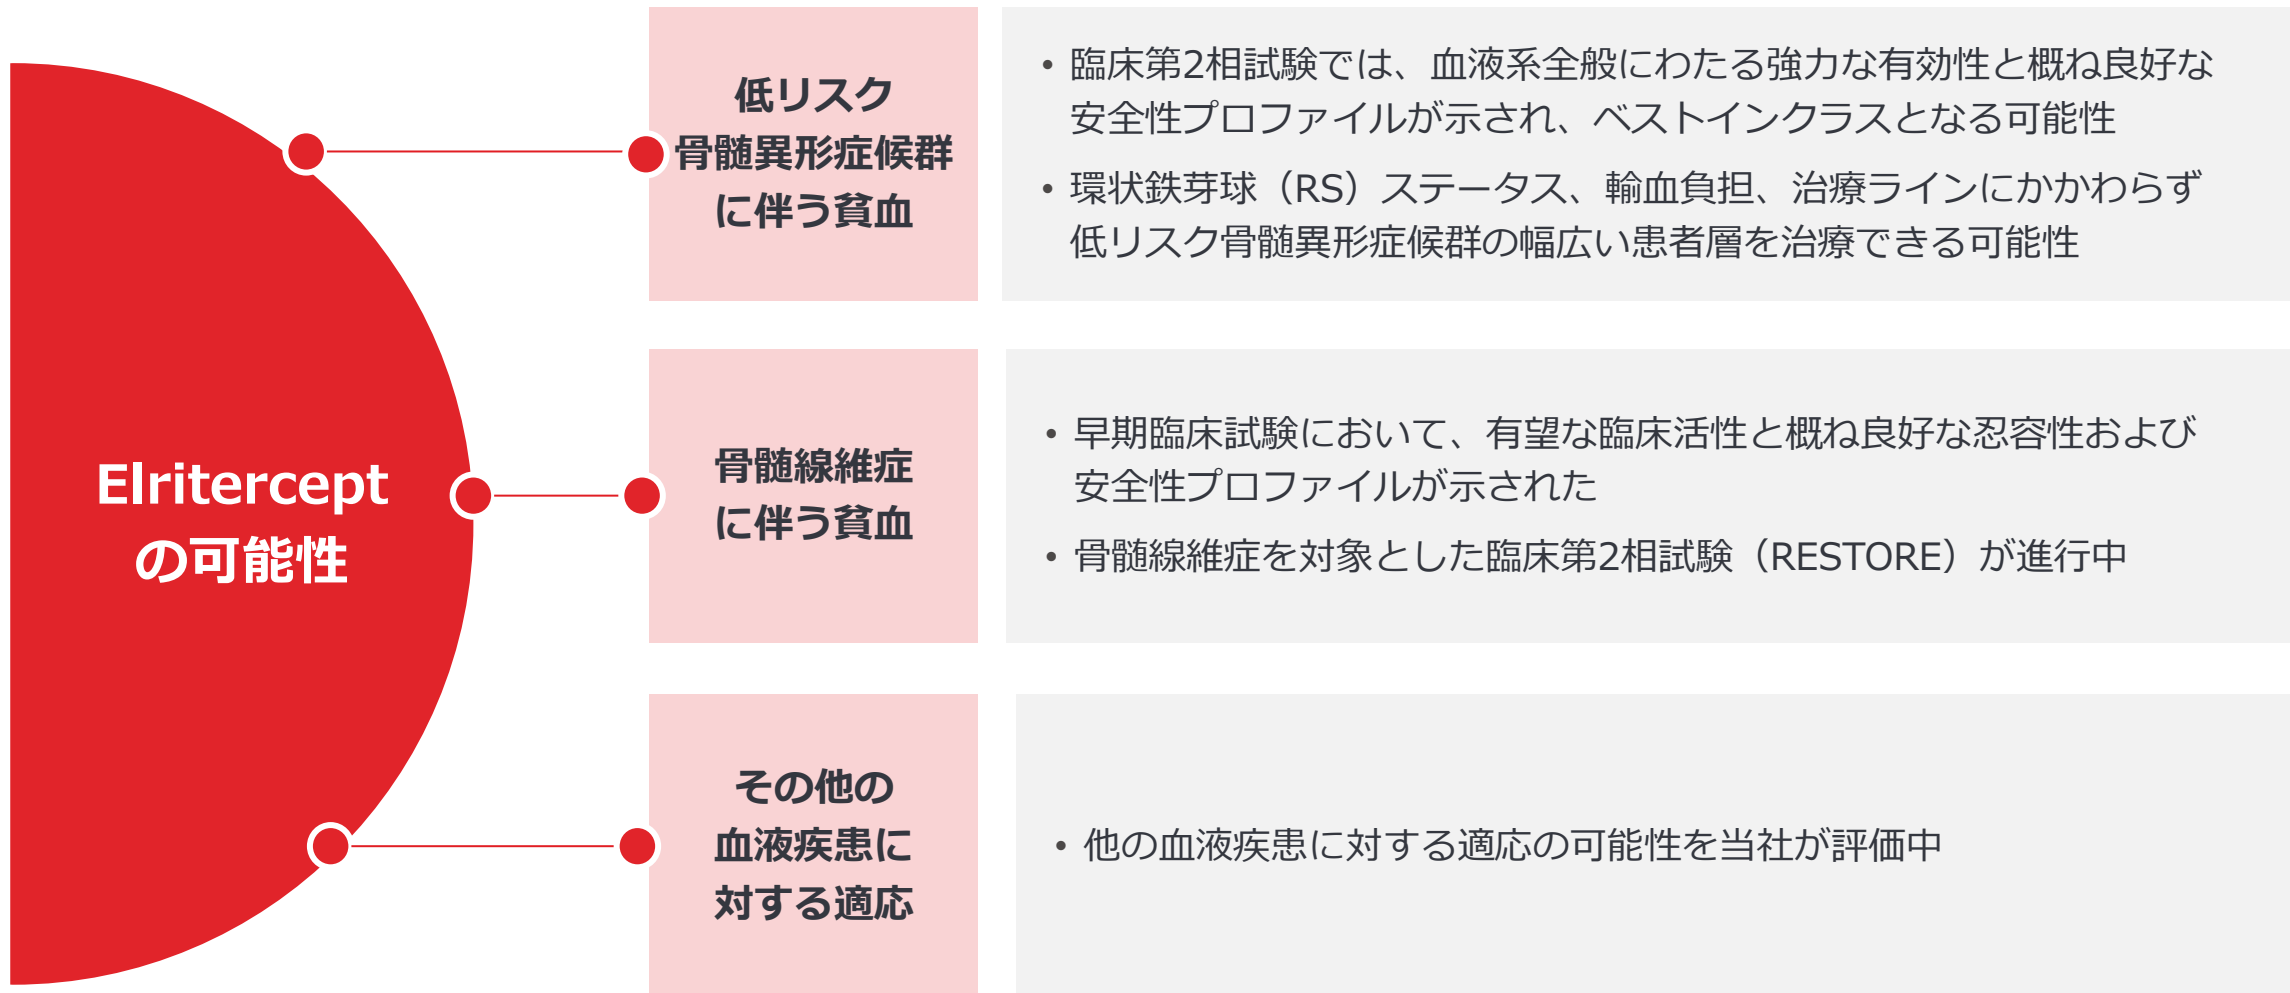 Elritercept
の可能性
低リスク
骨髄異形症候群
に伴う貧血
・臨床第2相試験では、血液系全般にわたる強力な有効性と概ね良好な
安全性プロファイルが示され、ベストインクラスとなる可能性
・環状鉄芽球（RS）ステータス、輸血負担、治療ラインにかかわらず
低リスク骨髄異形症候群の幅広い患者層を治療できる可能性
骨髄線維症
に伴う貧血
・早期臨床試験において、有望な臨床活性と概ね良好な忍容性および
安全性プロファイルが示された
・骨髄線維症を対象とした臨床第2相試験（RESTORE）が進行中
その他の
血液疾患に
対する適応
・他の血液疾患に対する適応の可能性を当社が評価中